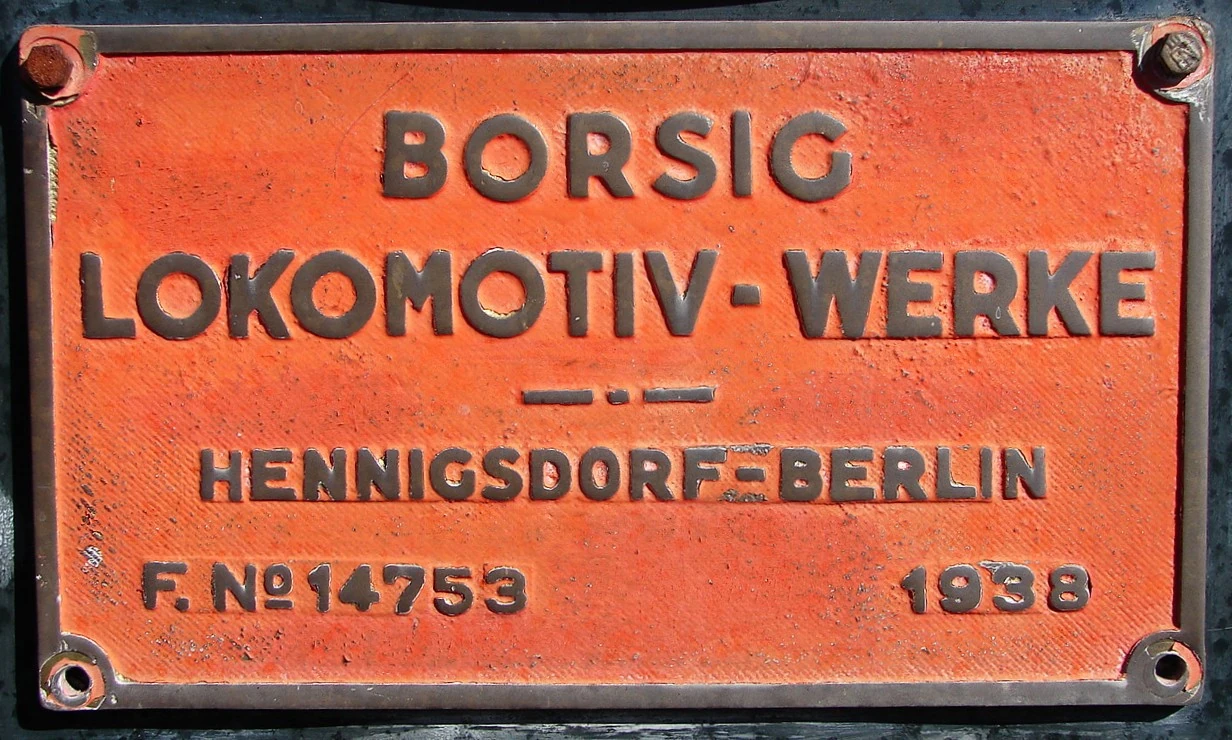 BORSIG
LOKOMOTIV-WERKE
HENNIGSDORF-BERLIN
F. Nº 14753 1938